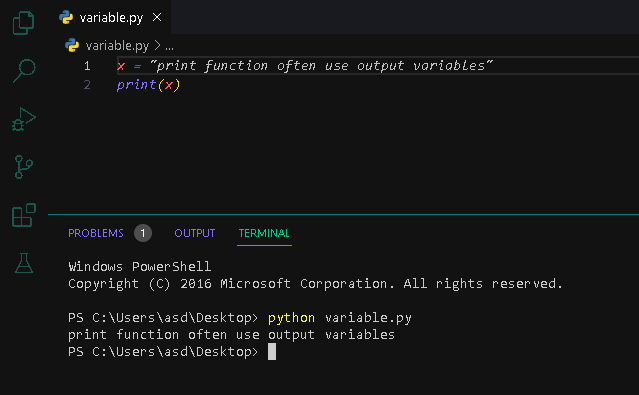 variable.py ×
variable.py > ...
1 x = "print function often use output variables"
2 print(x)
PROBLEMS 1 OUTPUT TERMINAL
Windows PowerShell
Copyright (C) 2016 Microsoft Corporation. All rights reserved.
PS C:\Users\asd\Desktop> python variable.py
print function often use output variables
PS C:\Users\asd\Desktop>